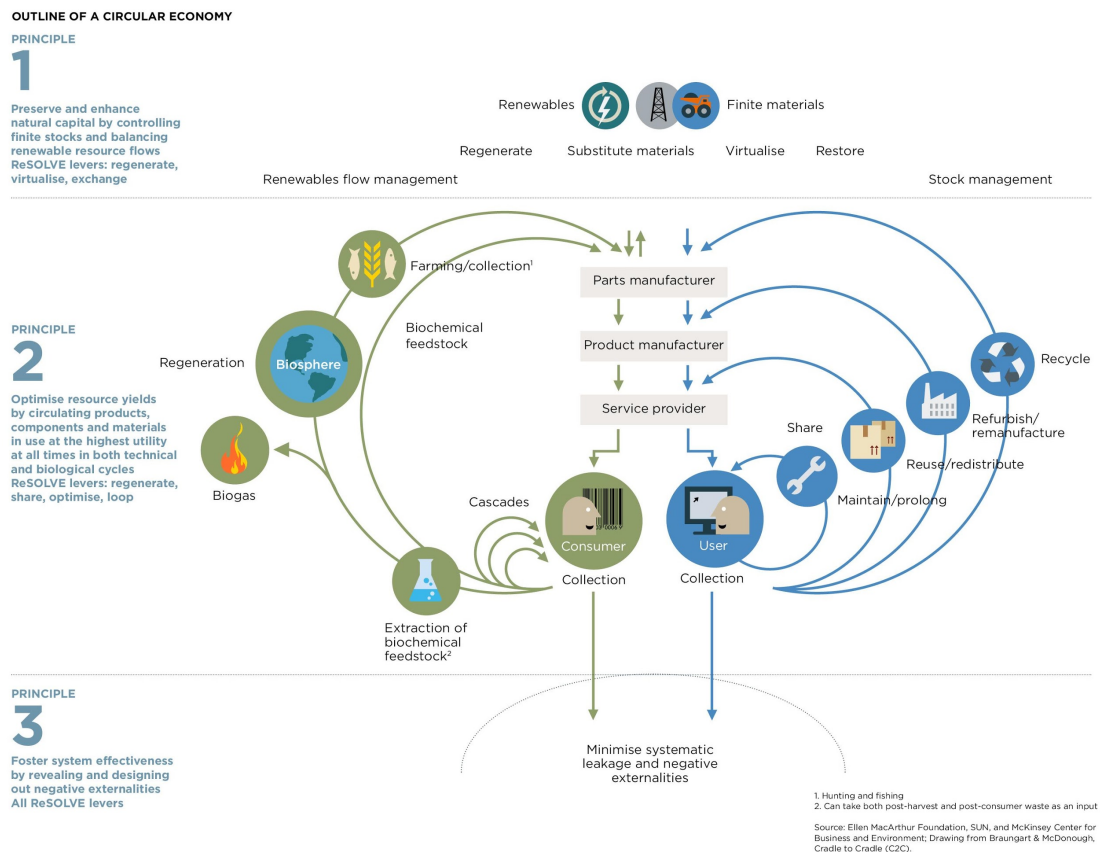 OUTLINE OF A CIRCULAR ECONOMY
PRINCIPLE
1
Preserve and enhance
natural capital by controlling
finite stocks and balancing
renewable resource flows
ReSOLVE levers: regenerate,
virtualise, exchange
Renewables
Finite materials
Regenerate
Substitute materials
Virtualise
Restore
Renewables flow management
Stock management
PRINCIPLE
2
Optimise resource yields
by circulating products,
components and materials
in use at the highest utility
at all times in both technical
and biological cycles
ReSOLVE levers: regenerate,
share, optimise, loop
Farming/collection¹
Biochemical
feedstock
Regeneration
Biosphere
Biogas
Cascades
Extraction of
biochemical
feedstock²
Parts manufacturer
Product manufacturer
Service provider
Consumer
Collection
User
Collection
Share
Maintain/prolong
Reuse/redistribute
Refurbish/
remanufacture
Recycle
PRINCIPLE
3
Foster system effectiveness
by revealing and designing
out negative externalities
All ReSOLVE levers
Minimise systematic
leakage and negative
externalities
1. Hunting and fishing
2. Can take both post-harvest and post-consumer waste as an input
Source: Ellen MacArthur Foundation, SUN, and McKinsey Center for
Business and Environment; Drawing from Braungart & McDonough,
Cradle to Cradle (C2C).